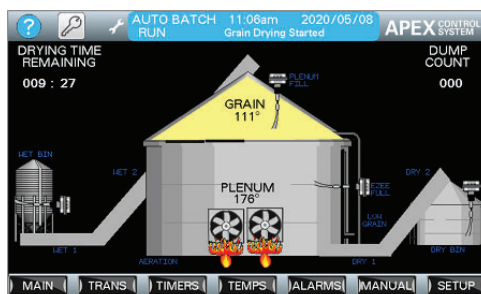 ?
AUTO BATCH 11:06am 2020/05/08
RUN Grain Drying Started
APEX CONTROL SYSTEM
DRYING TIME
REMAINING
009 : 27
DUMP
COUNT
000
PLENUM
FILL
GRAIN
111°
WET BIN
WET 2
DRY 2
PLENUM
176°
EZEE
FULL
LOW
GRAIN
WET 1
AERATION
DRY 1
DRY BIN
MAIN TRANS TIMERS TEMPS ALARMS MANUAL SETUP